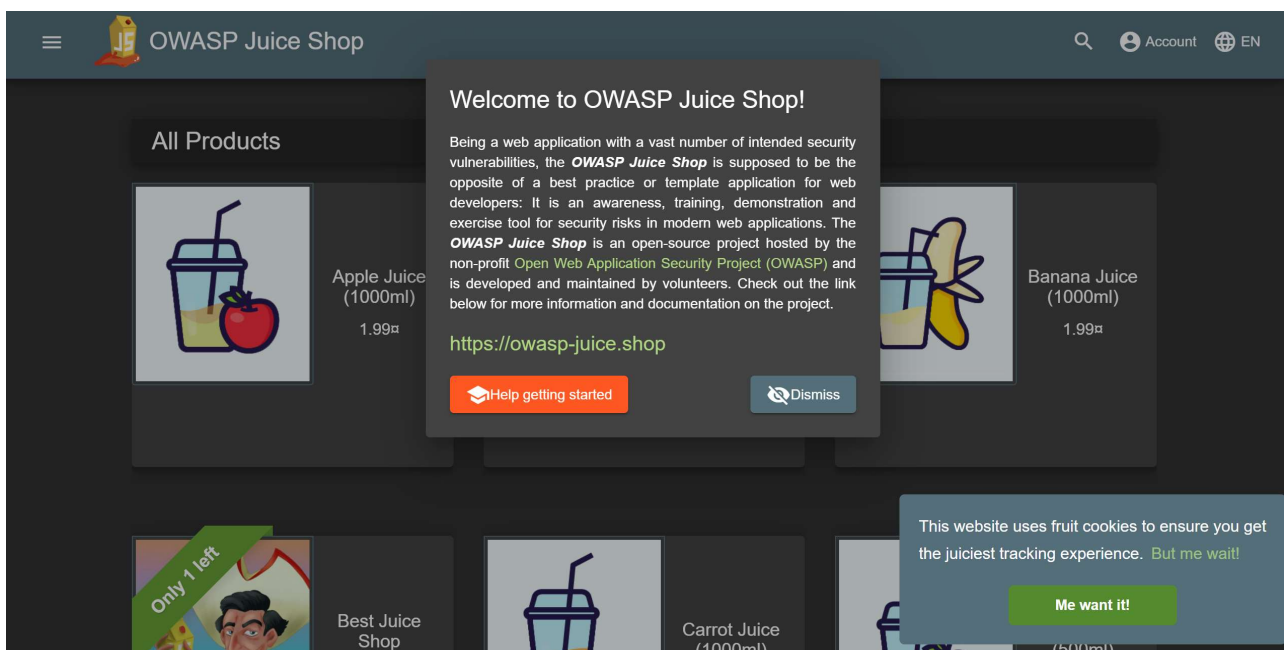 OWASP Juice Shop
Account
EN
All Products
Apple Juice
(1000ml)
1.99¤
Welcome to OWASP Juice Shop!
Being a web application with a vast number of intended security
vulnerabilities, the OWASP Juice Shop is supposed to be the
opposite of a best practice or template application for web
developers: It is an awareness, training, demonstration and
exercise tool for security risks in modern web applications. The
OWASP Juice Shop is an open-source project hosted by the
non-profit Open Web Application Security Project (OWASP) and
is developed and maintained by volunteers. Check out the link
below for more information and documentation on the project.
https://owasp-juice.shop
Help getting started
Dismiss
Banana Juice
(1000ml)
1.99¤
Only 1 left
Best Juice
Shop
Carrot Juice
(1000ml)
This website uses fruit cookies to ensure you get
the juiciest tracking experience. But me wait!
Me want it!
(500ml)